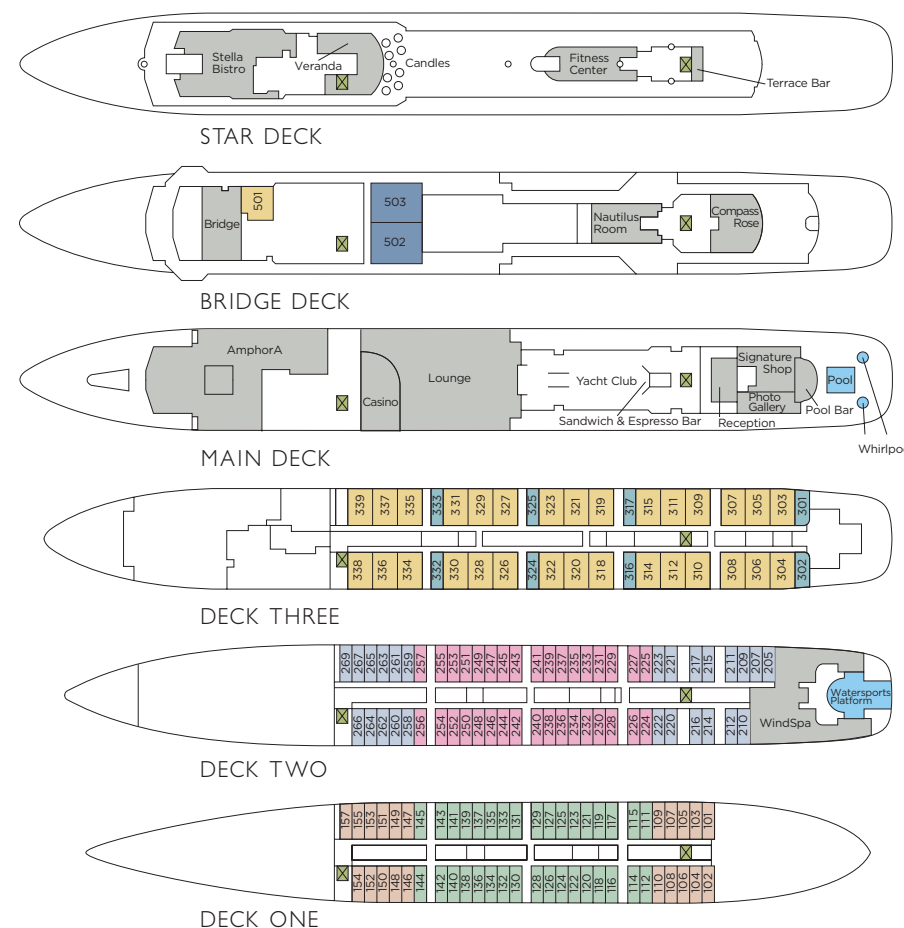 Stella
Bistro
Veranda
Candles
Fitness
Center
Terrace Bar
STAR DECK
501
503
Bridge
502
Nautilus
Room
Compass
Rose
BRIDGE DECK
AmphorA
Lounge
Casino
Yacht Club
Sandwich & Espresso Bar
Signature
Shop
Photo
Gallery
Reception
Pool
Pool Bar
Whirlpo
MAIN DECK
339 337 335 333 331 329 327 325 323 321 319 317 315 311 309 307 305 303 301
338 336 334 332 330 328 326 324 322 320 318 316 314 312 310 308 306 304 302
DECK THREE
269 267 265 263 261 259 257 255 253 251 249 247 245 243 241 239 237 235 233 231 229 227 225 223 221 217 215 211 209 207 205
266 264 262 260 258 256 254 252 250 248 246 244 242 240 238 236 234 232 230 228 226 224 222 220 216 214 212 210
WindSpa
Watersports
Platform
DECK TWO
157 155 153 151 149 147 145 143 141 139 137 135 133 131 129 127 125 123 121 119 117 115 111 109 107 105 103 101
154 152 150 148 146 144 142 140 138 136 134 132 130 128 126 124 122 120 118 116 114 112 110 108 106 104 102
DECK ONE